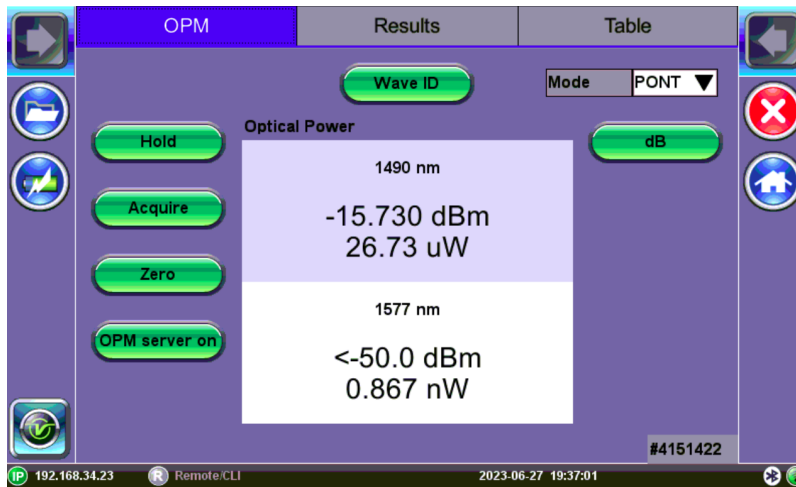 OPM Results Table
Wave ID
Mode PONT
Optical Power
Hold
dB
1490 nm
Acquire
-15.730 dBm
26.73 uW
Zero
1577 nm
OPM server on
<-50.0 dBm
0.867 nW
#4151422
IP 192.168.34.23 R Remote/CLI 2023-06-27 19:37:01